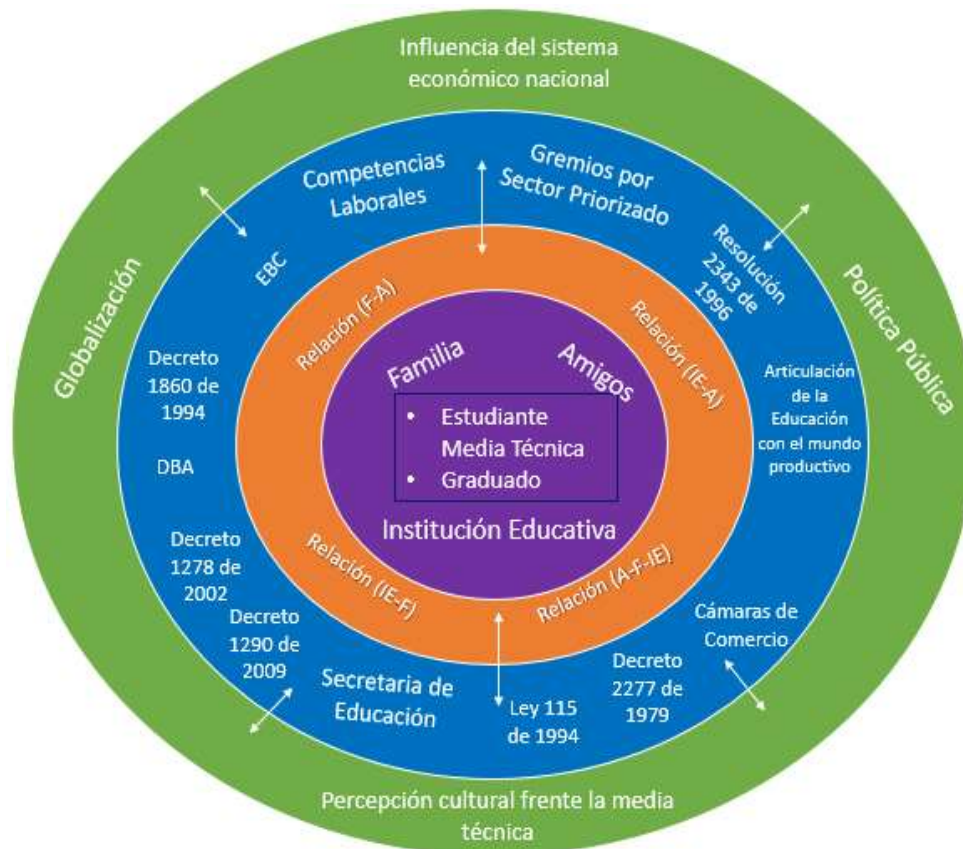 Influencia del sistema
económico nacional
Globalización
Política Pública
Competencias
Laborales
Gremios por
Sector Priorizado
EBC
Resolución
2343 de
1996
Decreto
1860 de
1994
Articulación
de la
Educación
con el mundo
productivo
DBA
Decreto
1278 de
2002
Decreto
1290 de
2009
Secretaria de
Educación
Ley 115
de 1994
Decreto
2277 de
1979
Cámaras de
Comercio
Relación (F-A)
Relación (IE-A)
Relación (IE-F)
Relación (A-F-IE)
Familia
Amigos
• Estudiante
Media Técnica
• Graduado
Institución Educativa
Percepción cultural frente la media
técnica